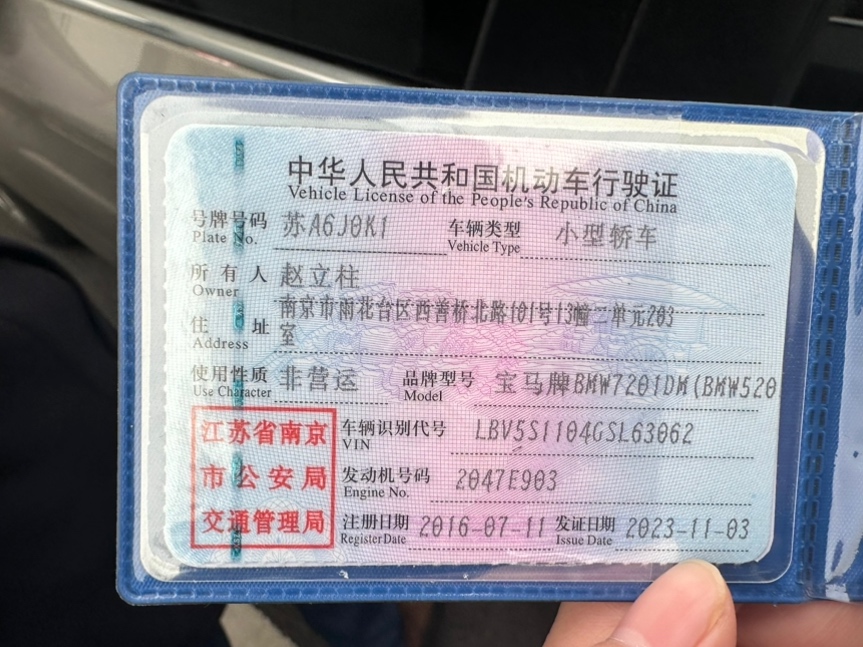 中华人民共和国机动车行驶证
Vehicle License of the People's Republic of China
号牌号码 苏A6J0K1 车辆类型 小型轿车
Plate No. Vehicle Type
所有人 赵立柱
Owner
住址 南京市雨花台区西善桥北路101号13幢二单元203
室
Address
使用性质 非营运 品牌型号 宝马牌BMW7201DM(BMW520
Use Character Model
江苏省南京
市公安局
交通管理局
车辆识别代号 LBV5S1104GSL63062
VIN
发动机号码 2047E903
Engine No.
注册日期 2016-07-11 发证日期 2023-11-03
Register Date Issue Date